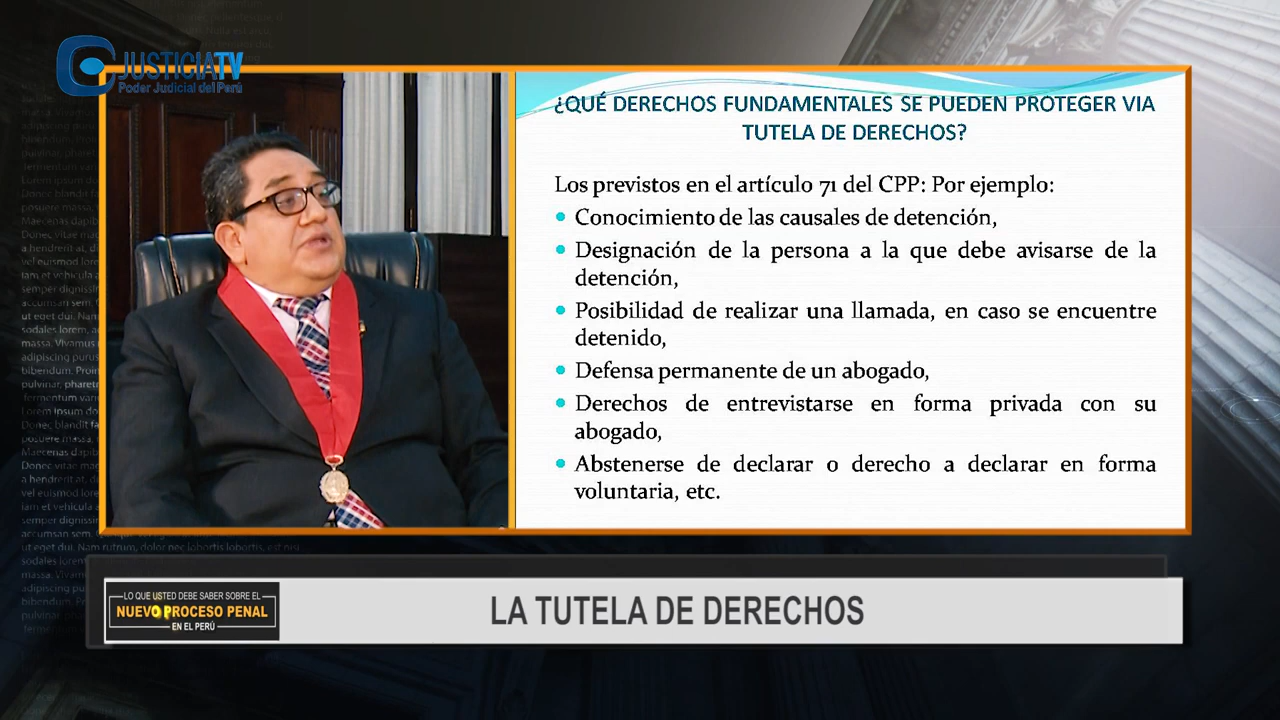 JUSTICIATV
Poder Judicial del Perú
¿QUÉ DERECHOS FUNDAMENTALES SE PUEDEN PROTEGER VIA
TUTELA DE DERECHOS?
Los previstos en el artículo 71 del CPP: Por ejemplo:
Conocimiento de las causales de detención,
Designación de la persona a la que debe avisarse de la
detención,
Posibilidad de realizar una llamada, en caso se encuentre
detenido,
Defensa permanente de un abogado,
Derechos de entrevistarse en forma privada con su
abogado,
Abstenerse de declarar o derecho a declarar en forma
voluntaria, etc.
LO QUE USTED DEBE SABER SOBRE EL
NUEVO PROCESO PENAL
EN EL PERÚ
LA TUTELA DE DERECHOS